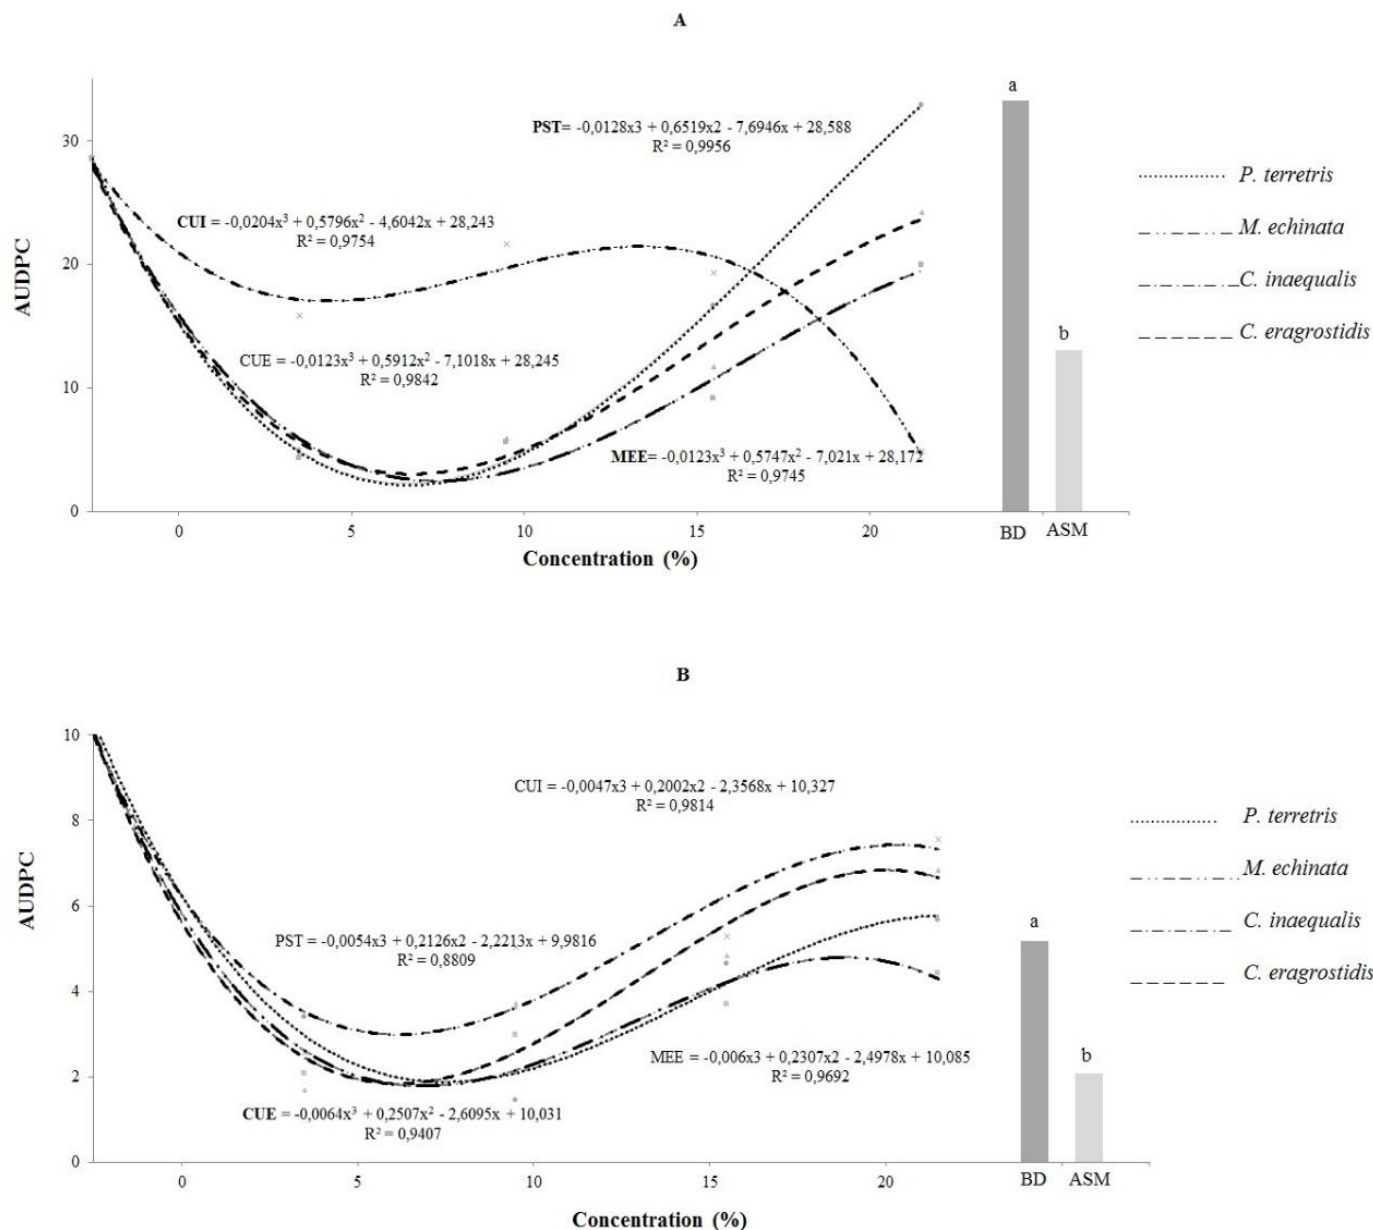 A
a
30
PST= -0,0128x3 + 0,6519x2 - 7,6946x + 28,588
R² = 0,9956
P. terretris
CUI = -0,0204x³ + 0,5796x² - 4,6042x + 28,243
R² = 0,9754
M. echinata
20
AUDPC
C. inaequalis
C. eragrostidis
b
CUE = -0,0123x³ + 0,5912x² - 7,1018x + 28,245
R² = 0,9842
10
MEE= -0,0123x³ + 0,5747x² - 7,021x + 28,172
R² = 0,9745
0
0 5 10 15 20 BD ASM
Concentration (%)
B
10
CUI = -0,0047x3 + 0,2002x2 - 2,3568x + 10,327
R² = 0,9814
8
P. terretris
AUDPC
M. echinata
6
a
C. inaequalis
PST = -0,0054x3 + 0,2126x2 - 2,2213x + 9,9816
R² = 0,8809
C. eragrostidis
4
b
MEE = -0,006x3 + 0,2307x2 - 2,4978x + 10,085
R² = 0,9692
2
CUE = -0,0064x³ + 0,2507x² - 2,6095x + 10,031
R² = 0,9407
0
0 5 10 15 20 BD ASM
Concentration (%)